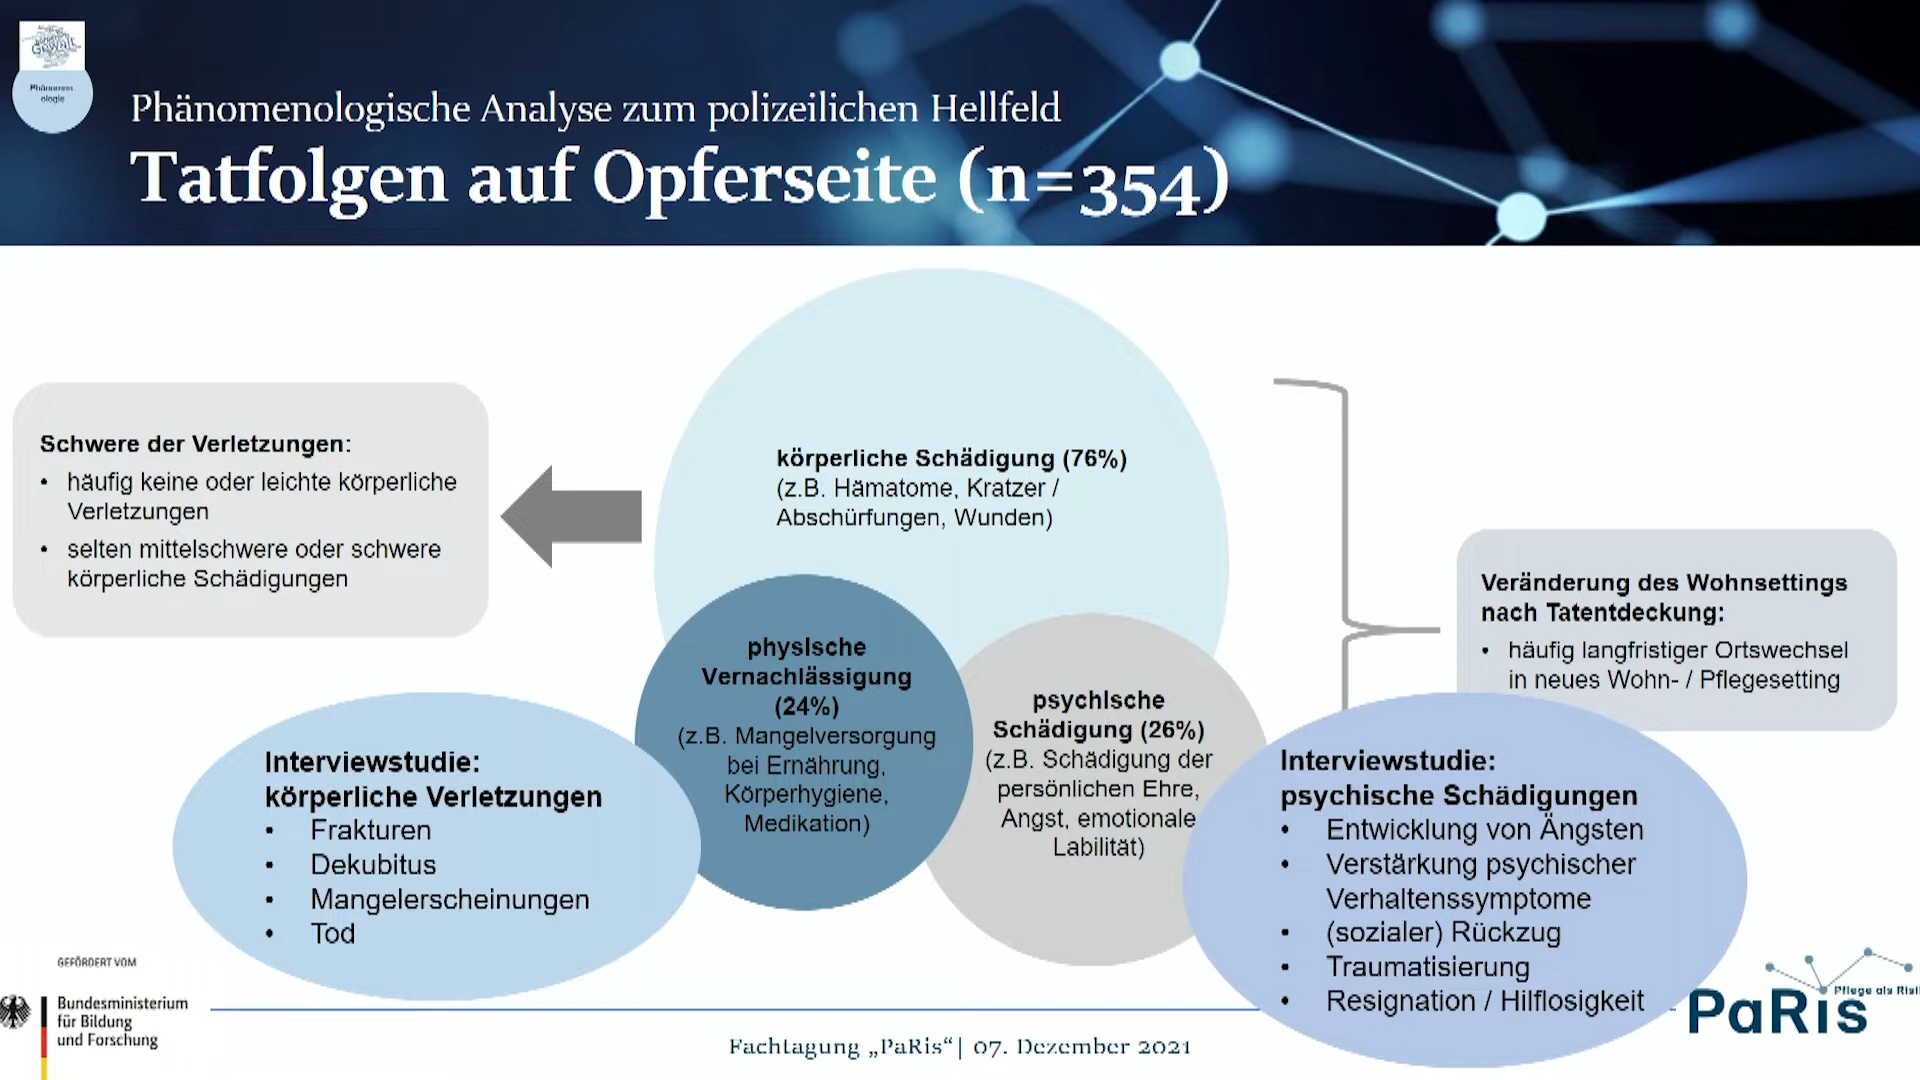 Gewalt
Phänomen
ologie
Phänomenologische Analyse zum polizeilichen Hellfeld
Tatfolgen auf Opferseite (n=354)
Schwere der Verletzungen:
• häufig keine oder leichte körperliche
Verletzungen
• selten mittelschwere oder schwere
körperliche Schädigungen
körperliche Schädigung (76%)
(z.B. Hämatome, Kratzer /
Abschürfungen, Wunden)
physische
Vernachlässigung
(24%)
(z.B. Mangelversorgung
bei Ernährung,
Körperhygiene,
Medikation)
psychische
Schädigung (26%)
(z.B. Schädigung der
persönlichen Ehre,
Angst, emotionale
Labilität)
Veränderung des Wohnsettings
nach Tatentdeckung:
• häufig langfristiger Ortswechsel
in neues Wohn- / Pflegesetting
Interviewstudie:
körperliche Verletzungen
• Frakturen
• Dekubitus
• Mangelerscheinungen
• Tod
Interviewstudie:
psychische Schädigungen
• Entwicklung von Ängsten
• Verstärkung psychischer
Verhaltenssymptome
• (sozialer) Rückzug
• Traumatisierung
• Resignation / Hilflosigkeit
GEFÖRDERT VOM
Bundesministerium
für Bildung
und Forschung
Fachtagung „PaRis“| 07. Dezember 2021
Pflege als Risi
PaRis